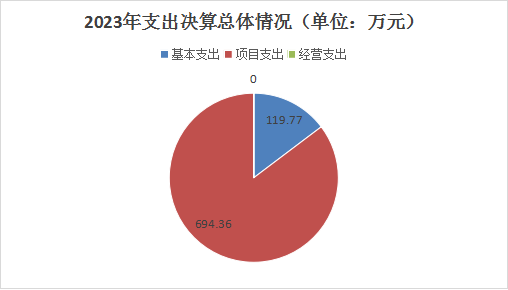 2023年支出决算总体情况（单位：万元）
基本支出 项目支出 经营支出
0
119.77
694.36